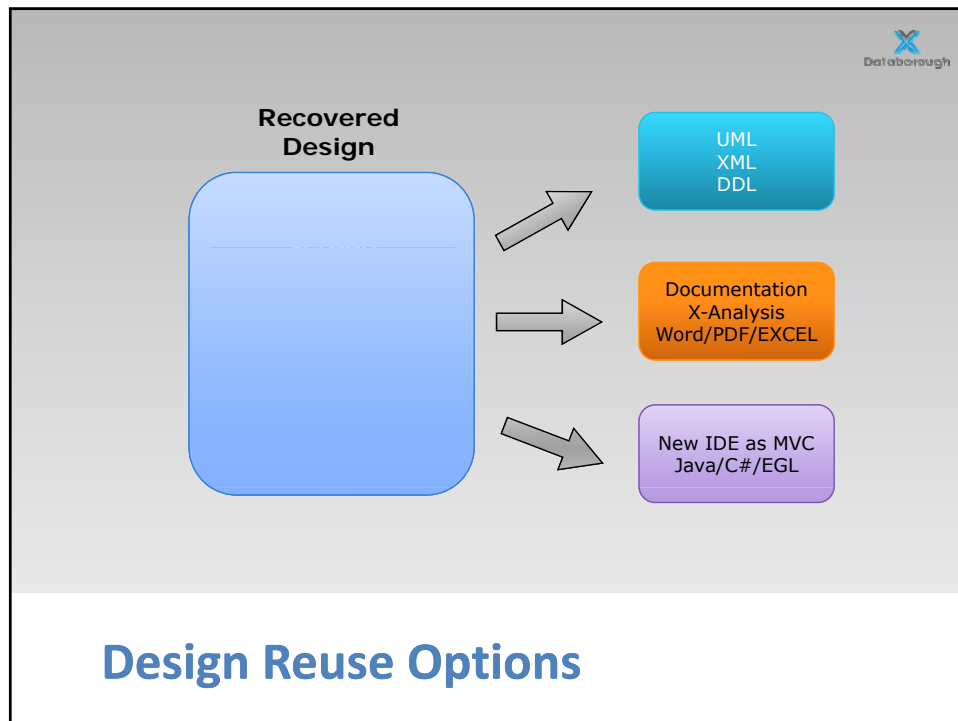 Databorough
Recovered
Design
UML
XML
DDL
Documentation
X-Analysis
Word/PDF/EXCEL
New IDE as MVC
Java/C#/EGL
Design Reuse Options